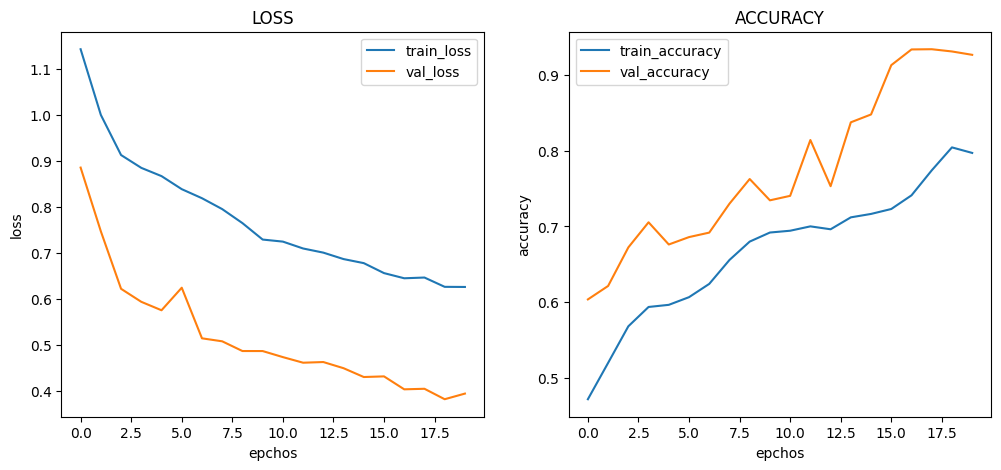 LOSS
train_loss
val_loss
1.1
1.0
0.9
0.8
0.7
0.6
0.5
0.4
loss
0.0 2.5 5.0 7.5 10.0 12.5 15.0 17.5
epchos
ACCURACY
train_accuracy
val_accuracy
0.9
0.8
0.7
0.6
0.5
accuracy
0.0 2.5 5.0 7.5 10.0 12.5 15.0 17.5
epchos